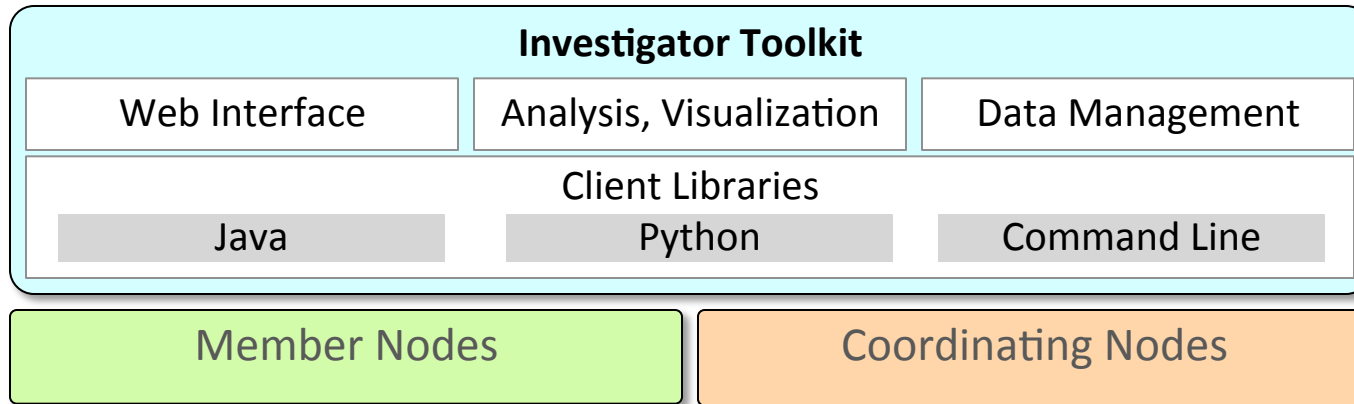 Investigator Toolkit
Web Interface
Analysis, Visualization
Data Management
Client Libraries
Java
Python
Command Line
Member Nodes
Coordinating Nodes